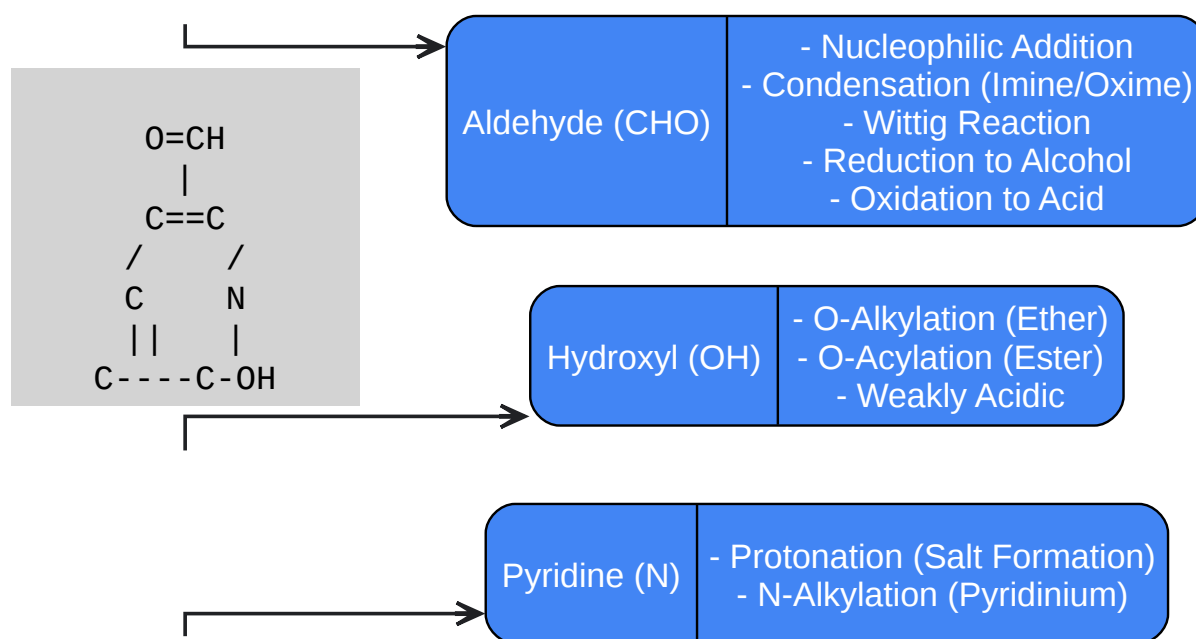 O=CH
|
C==C
/ /
C N
|| |
C----C-OH
Aldehyde (CHO)
- Nucleophilic Addition
- Condensation (Imine/Oxime)
- Wittig Reaction
- Reduction to Alcohol
- Oxidation to Acid
Hydroxyl (OH)
- O-Alkylation (Ether)
- O-Acylation (Ester)
- Weakly Acidic
Pyridine (N)
- Protonation (Salt Formation)
- N-Alkylation (Pyridinium)